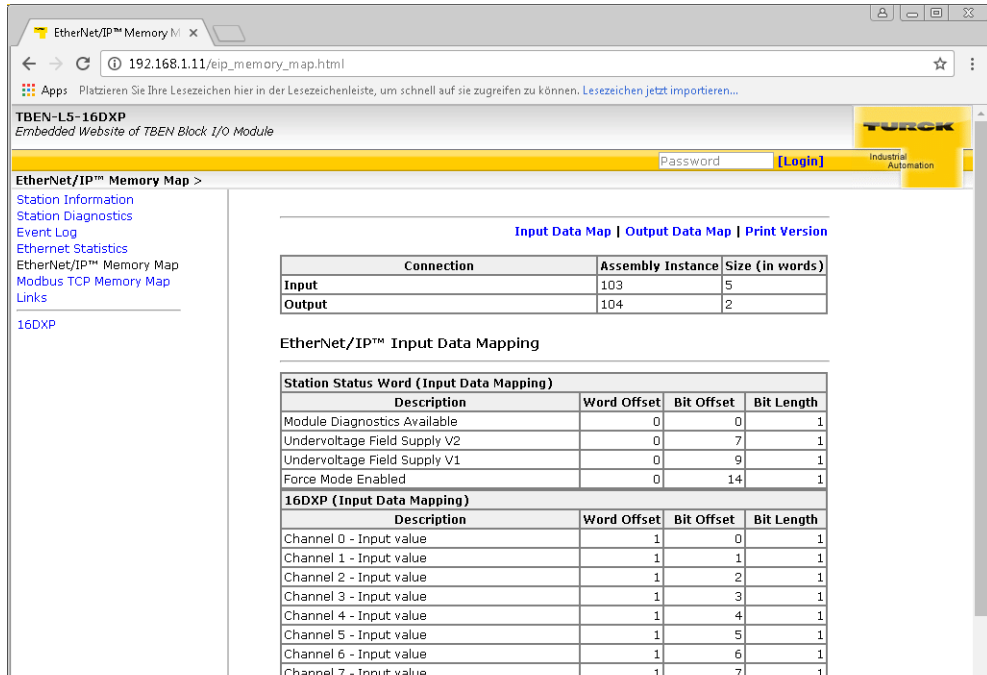 EtherNet/IP™ Memory M
192.168.1.11/eip_memory_map.html
Apps Platzieren Sie Ihre Lesezeichen hier in der Lesezeichenleiste, um schnell auf sie zugreifen zu können. Lesezeichen jetzt importieren...
TBEN-L5-16DXP
Embedded Website of TBEN Block I/O Module
TURCK
Password [Login]
Industrial
Automation
EtherNet/IP™ Memory Map >
Station Information
Station Diagnostics
Event Log
Ethernet Statistics
EtherNet/IP™ Memory Map
Modbus TCP Memory Map
Links
16DXP
Input Data Map | Output Data Map | Print Version
Connection Assembly Instance Size (in words)
Input 103 5
Output 104 2
EtherNet/IP™ Input Data Mapping
Station Status Word (Input Data Mapping)
Description Word Offset Bit Offset Bit Length
Module Diagnostics Available 0 0 1
Undervoltage Field Supply V2 0 7 1
Undervoltage Field Supply V1 0 9 1
Force Mode Enabled 0 14 1
16DXP (Input Data Mapping)
Description Word Offset Bit Offset Bit Length
Channel 0 - Input value 1 0 1
Channel 1 - Input value 1 1 1
Channel 2 - Input value 1 2 1
Channel 3 - Input value 1 3 1
Channel 4 - Input value 1 4 1
Channel 5 - Input value 1 5 1
Channel 6 - Input value 1 6 1
Channel 7 - Input value 1 7 1